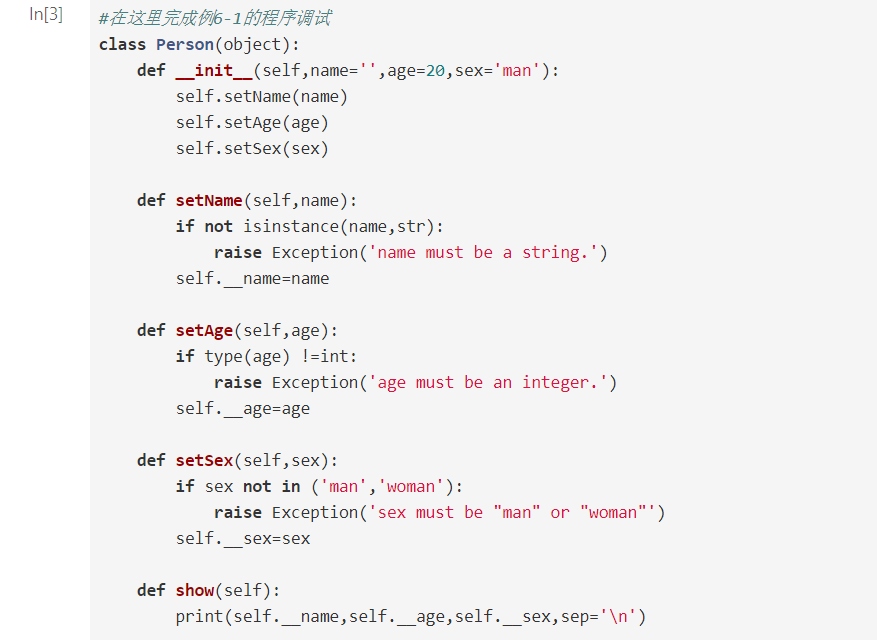 In[3]
#在这里完成例6-1的程序调试
class Person(object):
    def __init__(self,name='',age=20,sex='man'):
        self.setName(name)
        self.setAge(age)
        self.setSex(sex)

    def setName(self,name):
        if not isinstance(name,str):
            raise Exception('name must be a string.')
        self.__name=name

    def setAge(self,age):
        if type(age) !=int:
            raise Exception('age must be an integer.')
        self.__age=age

    def setSex(self,sex):
        if sex not in ('man','woman'):
            raise Exception('sex must be "man" or "woman"')
        self.__sex=sex

    def show(self):
        print(self.__name,self.__age,self.__sex,sep='\n')